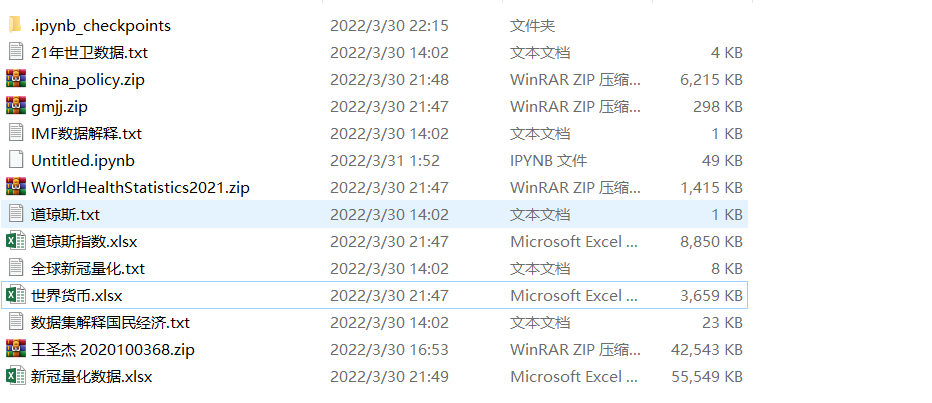 .ipynb_checkpoints 2022/3/30 22:15 文件夹
21年世卫数据.txt 2022/3/30 14:02 文本文档 4 KB
china_policy.zip 2022/3/30 21:48 WinRAR ZIP 压缩... 6,215 KB
gmjj.zip 2022/3/30 21:47 WinRAR ZIP 压缩... 298 KB
IMF数据解释.txt 2022/3/30 14:02 文本文档 1 KB
Untitled.ipynb 2022/3/31 1:52 IPYNB 文件 49 KB
WorldHealthStatistics2021.zip 2022/3/30 21:47 WinRAR ZIP 压缩... 1,415 KB
道琼斯.txt 2022/3/30 14:02 文本文档 1 KB
道琼斯指数.xlsx 2022/3/30 21:47 Microsoft Excel ... 8,850 KB
全球新冠量化.txt 2022/3/30 14:02 文本文档 8 KB
世界货币.xlsx 2022/3/30 21:47 Microsoft Excel ... 3,659 KB
数据集解释国民经济.txt 2022/3/30 14:02 文本文档 23 KB
王圣杰 2020100368.zip 2022/3/30 16:53 WinRAR ZIP 压缩... 42,543 KB
新冠量化数据.xlsx 2022/3/30 21:49 Microsoft Excel ... 55,549 KB